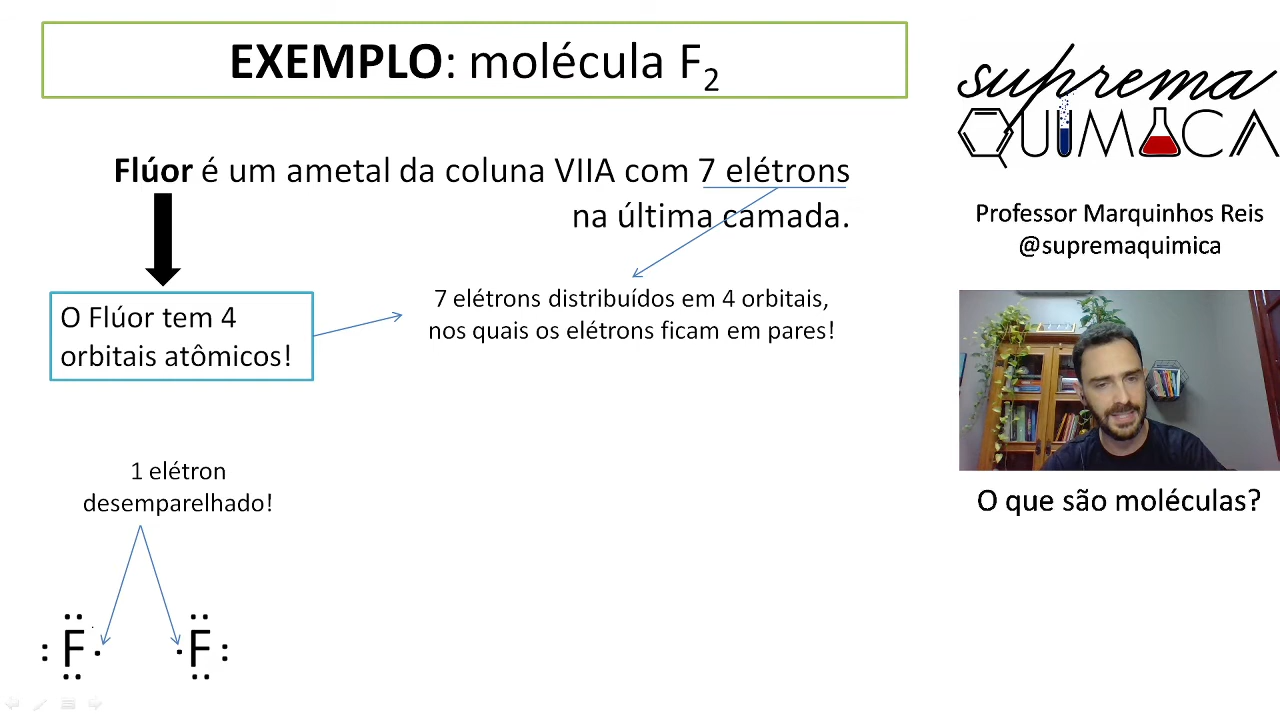 EXEMPLO: molécula F2
Flúor é um ametal da coluna VIIA com 7 elétrons
na última camada.
O Flúor tem 4
orbitais atômicos!
7 elétrons distribuídos em 4 orbitais,
nos quais os elétrons ficam em pares!
1 elétron
desemparelhado!
F F
suprema
QUIMICA
Professor Marquinhos Reis
@supremaquimica
O que são moléculas?